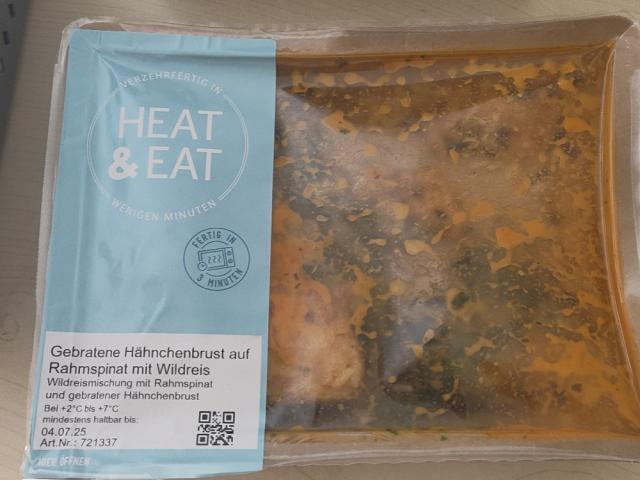 VERZEHRFERTIG IN
HEAT
& EAT
WENIGEN MINUTEN
FERTIG IN
3 MINUTEN
Gebratene Hähnchenbrust auf
Rahmspinat mit Wildreis
Wildreismischung mit Rahmspinat
und gebratener Hähnchenbrust
Bei +2°C bis +7°C
mindestens haltbar bis:
04.07.25
Art.Nr.: 721337
HIER ÖFFNEN